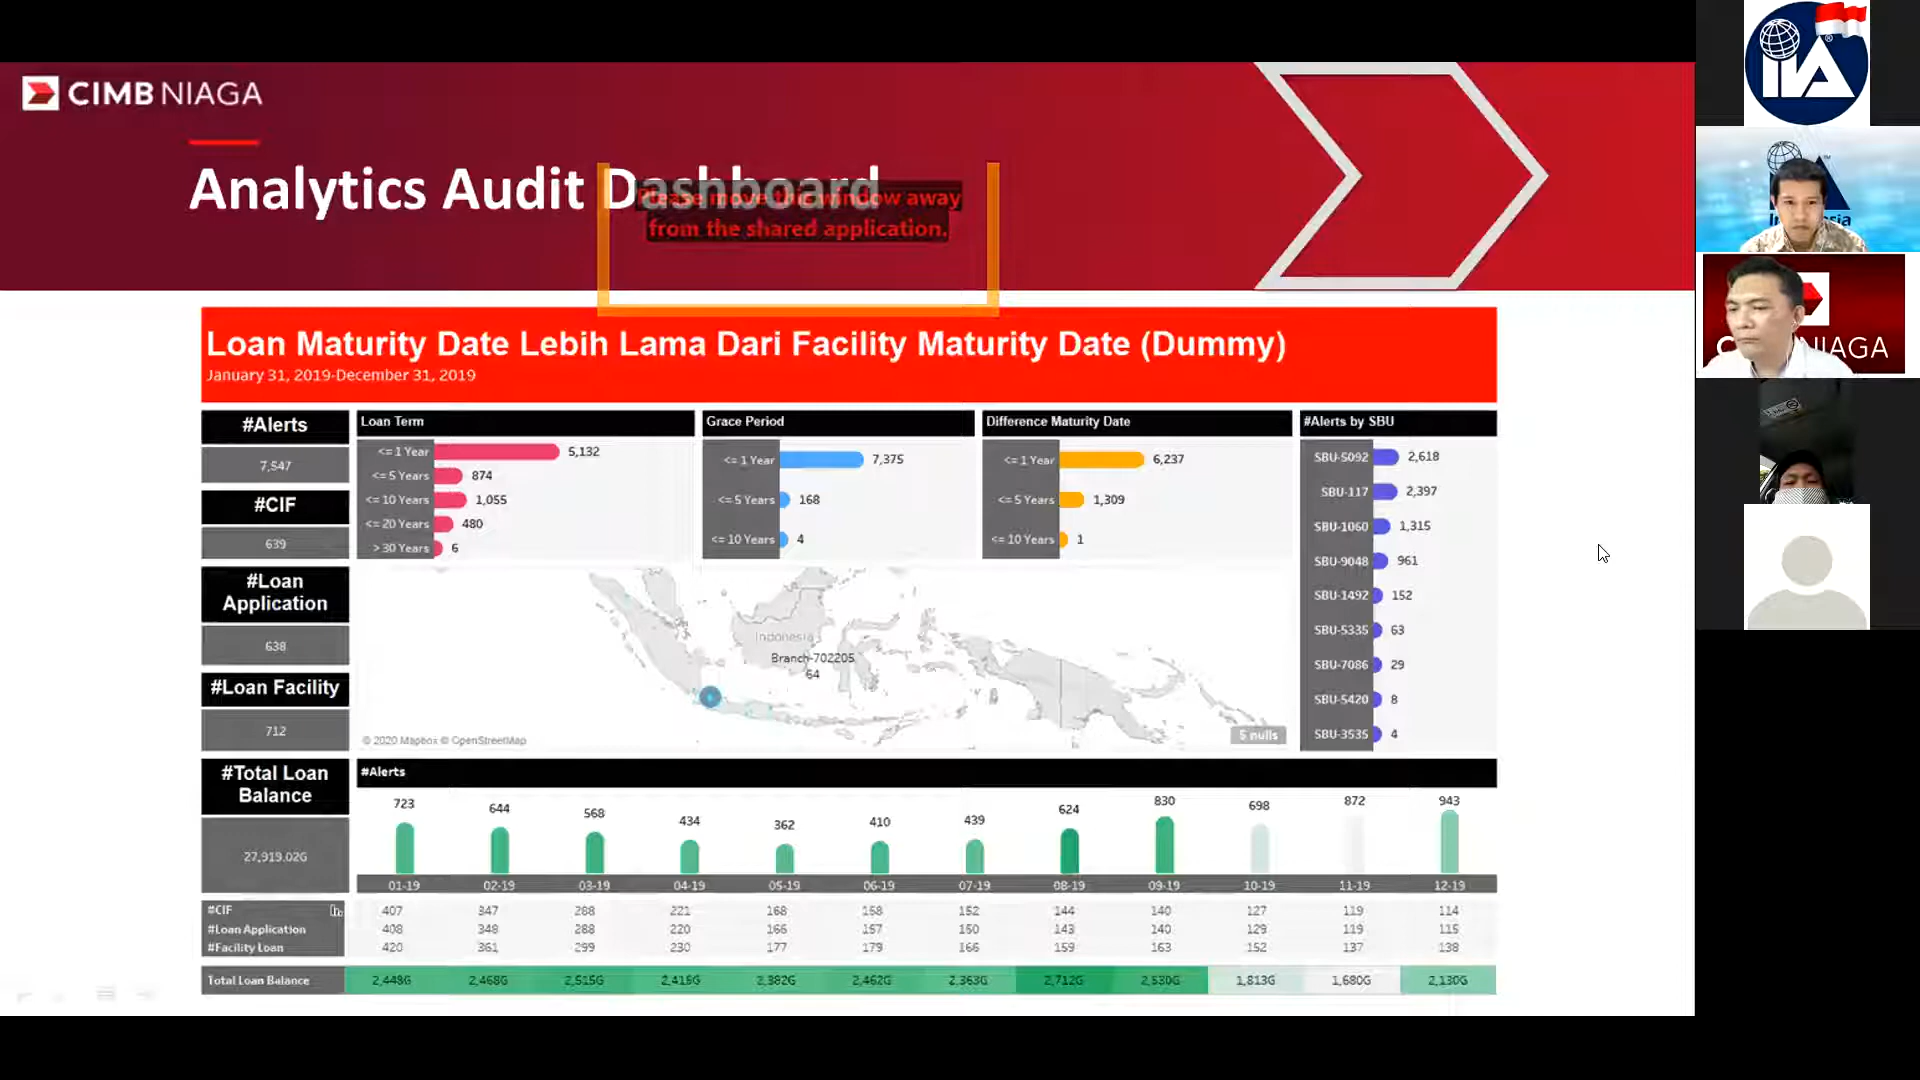 CIMB NIAGA
Analytics Audit Dashboard
Please move this window away
from the shared application.
Loan Maturity Date Lebih Lama Dari Facility Maturity Date (Dummy)
January 31, 2019-December 31, 2019
#Alerts
7,547
#CIF
639
#Loan
Application
638
#Loan Facility
712
#Total Loan
Balance
27,919.02G
Loan Term
<= 1 Year 5,132
<= 5 Years 874
<= 10 Years 1,055
<= 20 Years 480
> 30 Years 6
Grace Period
<= 1 Year 7,375
<= 5 Years 168
<= 10 Years 4
Difference Maturity Date
<= 1 Year 6,237
<= 5 Years 1,309
<= 10 Years 1
#Alerts by SBU
SBU-5092 2,618
SBU-117 2,397
SBU-1060 1,315
SBU-9048 961
SBU-1492 152
SBU-5335 63
SBU-7086 29
SBU-5420 8
SBU-3535 4
Indonesia
Branch-702205
64
© 2020 Mapbox © OpenStreetMap
5 nulls
#Alerts
723 644 568 434 362 410 439 624 830 698 872 943
01-19 02-19 03-19 04-19 05-19 06-19 07-19 08-19 09-19 10-19 11-19 12-19
#CIF 407 347 288 221 168 158 152 144 140 127 119 114
#Loan Application 408 348 288 220 166 157 150 143 140 129 119 115
#Facility Loan 420 361 299 230 177 179 166 159 163 152 137 138
Total Loan Balance 2,448G 2,468G 2,515G 2,416G 2,382G 2,462G 2,363G 2,712G 2,530G 1,813G 1,680G 2,130G
IIA
NIAGA